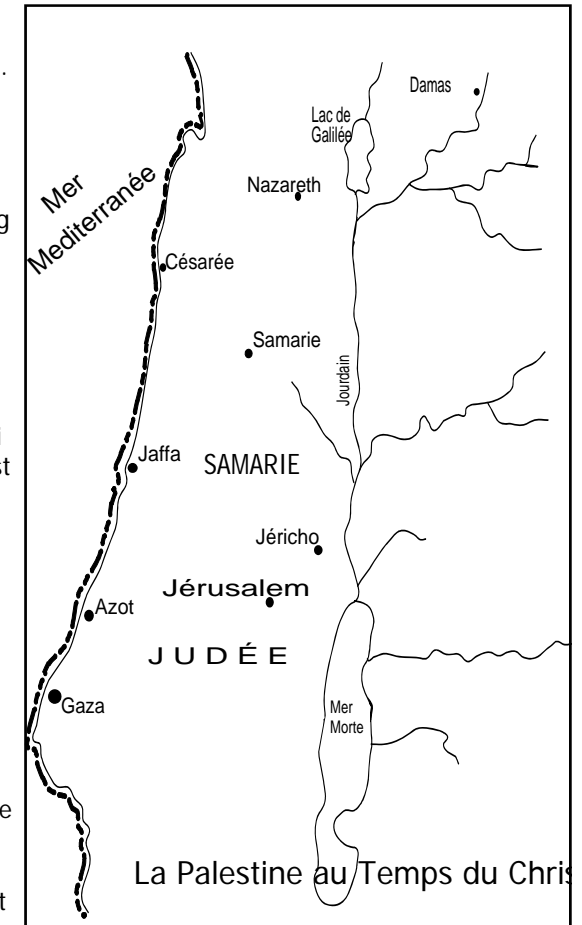 .
Damas
Lac de
Galilée
Nazareth
Mer
Mediterranée
g
Césarée
Samarie
Jourdain
i
st
Jaffa
SAMARIE
Jéricho
Jérusalem
Azot
JUDÉE
Gaza
Mer
Morte
e
La Palestine au Temps du Chris
t